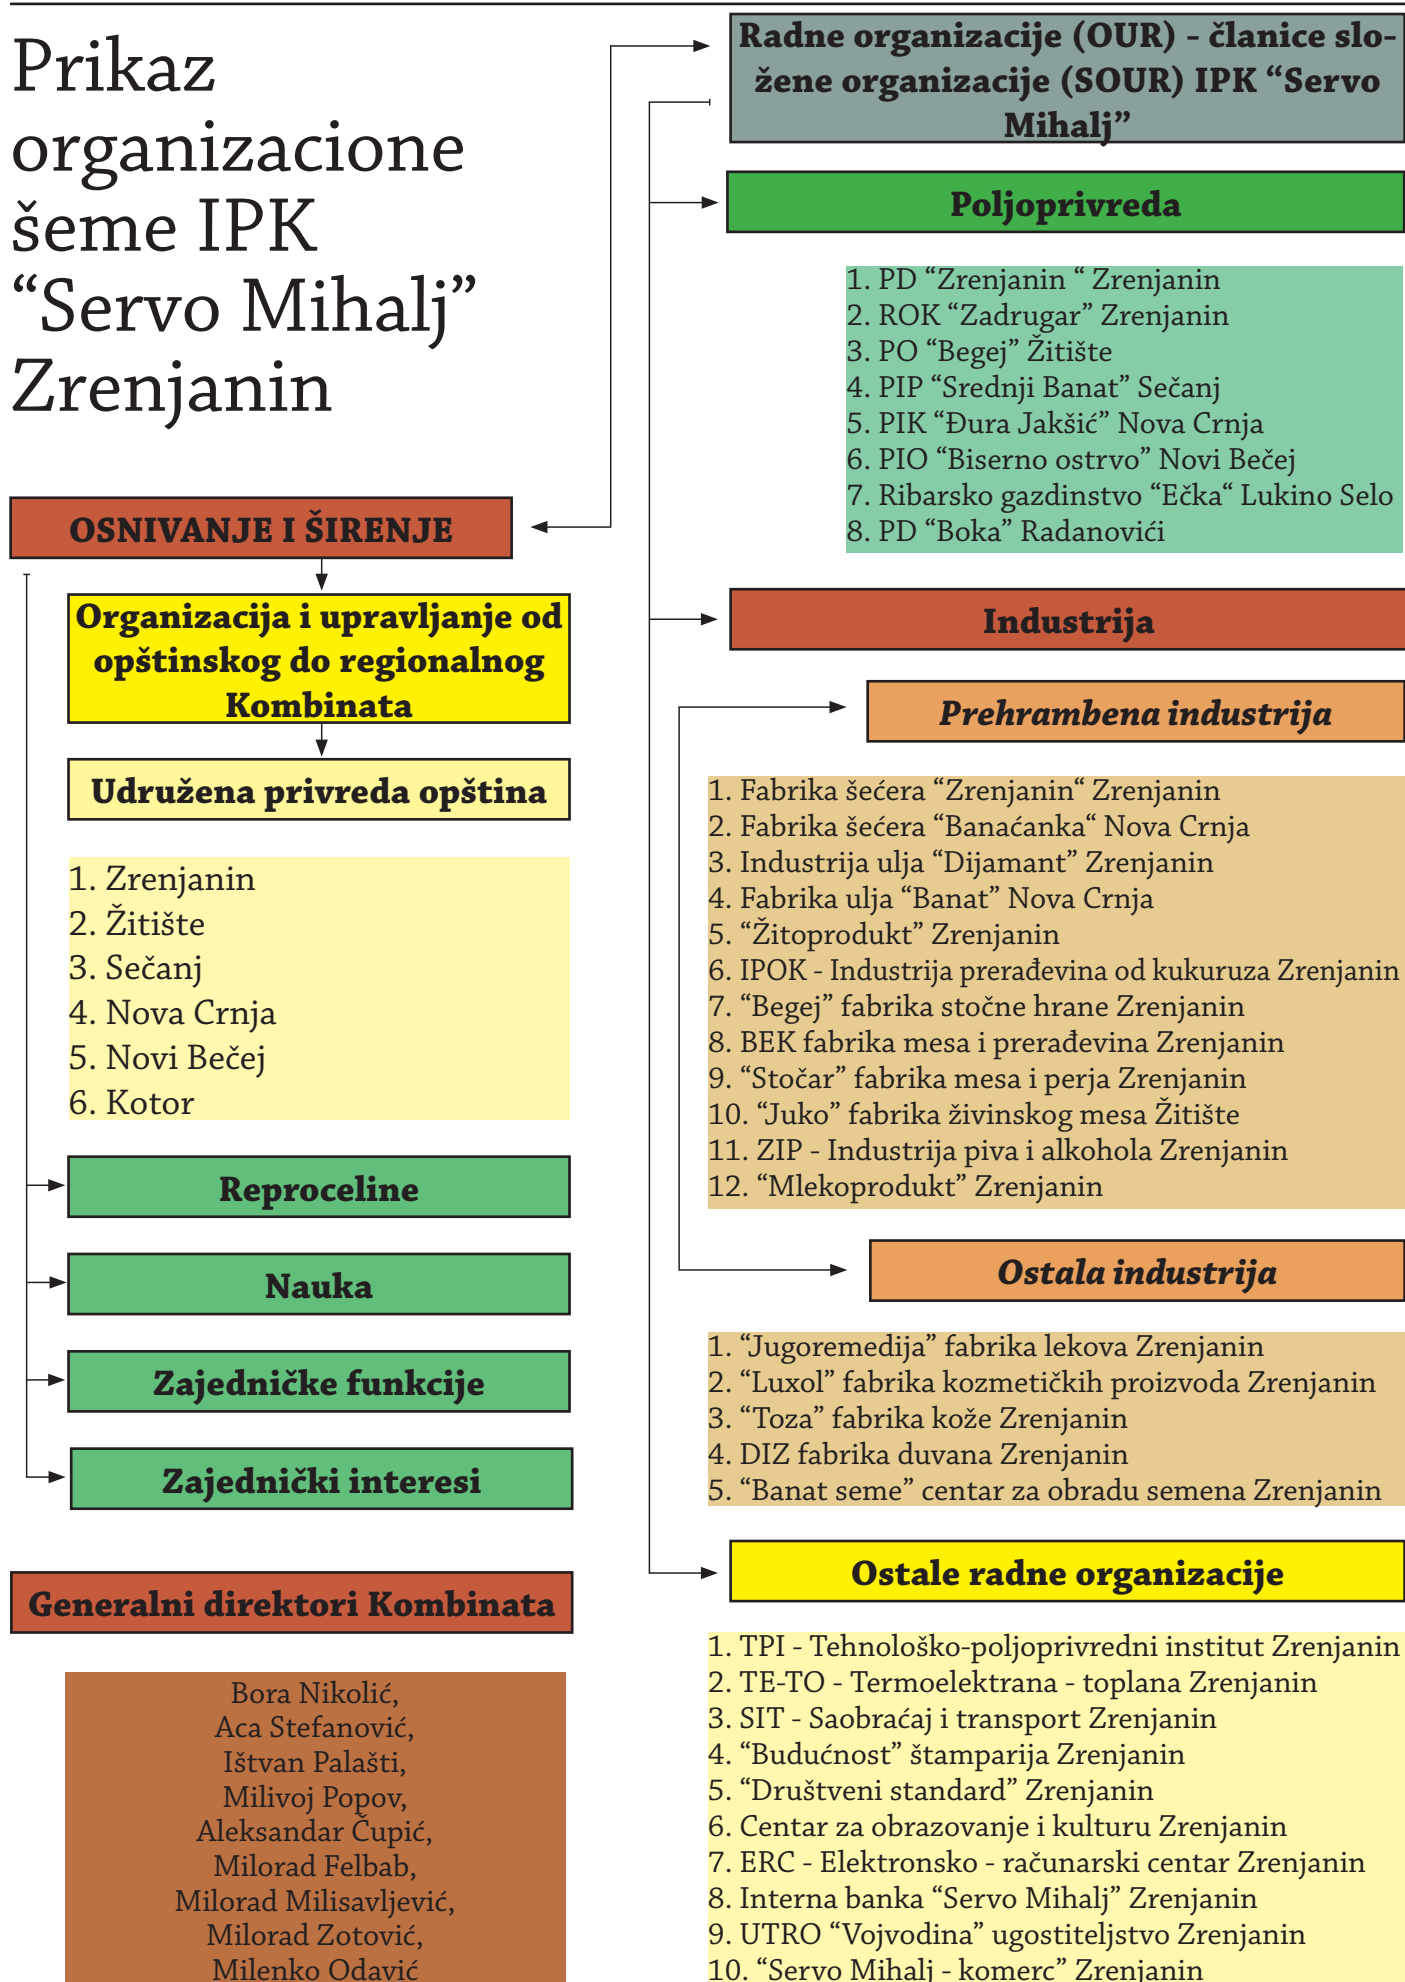 Prikaz
organizacione
šeme IPK
“Servo Mihalj”
Zrenjanin
OSNIVANJE I ŠIRENJE
Organizacija i upravljanje od
opštinskog do regionalnog
Kombinata
Udružena privreda opština
1. Zrenjanin
2. Žitište
3. Sečanj
4. Nova Crnja
5. Novi Bečej
6. Kotor
Reproceline
Nauka
Zajedničke funkcije
Zajednički interesi
Generalni direktori Kombinata
Bora Nikolić,
Aca Stefanović,
Ištvan Palašti,
Milivoj Popov,
Aleksandar Čupić,
Milorad Felbab,
Milorad Milisavljević,
Milorad Zotović,
Milenko Odavić
Radne organizacije (OUR) - članice slo-
žene organizacije (SOUR) IPK “Servo
Mihalj”
Poljoprivreda
1. PD “Zrenjanin “ Zrenjanin
2. ROK “Zadrugar” Zrenjanin
3. PO “Begej” Žitište
4. PIP “Srednji Banat” Sečanj
5. PIK “Đura Jakšić” Nova Crnja
6. PIO “Biserno ostrvo” Novi Bečej
7. Ribarsko gazdinstvo “Ečka“ Lukino Selo
8. PD “Boka” Radanovići
Industrija
Prehrambena industrija
1. Fabrika šećera “Zrenjanin“ Zrenjanin
2. Fabrika šećera “Banaćanka“ Nova Crnja
3. Industrija ulja “Dijamant” Zrenjanin
4. Fabrika ulja “Banat” Nova Crnja
5. “Žitoprodukt” Zrenjanin
6. IPOK - Industrija prerađevina od kukuruza Zrenjanin
7. “Begej” fabrika stočne hrane Zrenjanin
8. BEK fabrika mesa i prerađevina Zrenjanin
9. “Stočar” fabrika mesa i perja Zrenjanin
10. “Juko” fabrika živinskog mesa Žitište
11. ZIP - Industrija piva i alkohola Zrenjanin
12. “Mlekoprodukt” Zrenjanin
Ostala industrija
1. “Jugoremedija” fabrika lekova Zrenjanin
2. “Luxol” fabrika kozmetičkih proizvoda Zrenjanin
3. “Toza” fabrika kože Zrenjanin
4. DIZ fabrika duvana Zrenjanin
5. “Banat seme” centar za obradu semena Zrenjanin
Ostale radne organizacije
1. TPI - Tehnološko-poljoprivredni institut Zrenjanin
2. TE-TO - Termoelektrana - toplana Zrenjanin
3. SIT - Saobraćaj i transport Zrenjanin
4. “Budućnost” štamparija Zrenjanin
5. “Društveni standard” Zrenjanin
6. Centar za obrazovanje i kulturu Zrenjanin
7. ERC - Elektronsko - računarski centar Zrenjanin
8. Interna banka “Servo Mihalj” Zrenjanin
9. UTRO “Vojvodina” ugostiteljstvo Zrenjanin
10. “Servo Mihalj - komerc” Zrenjanin